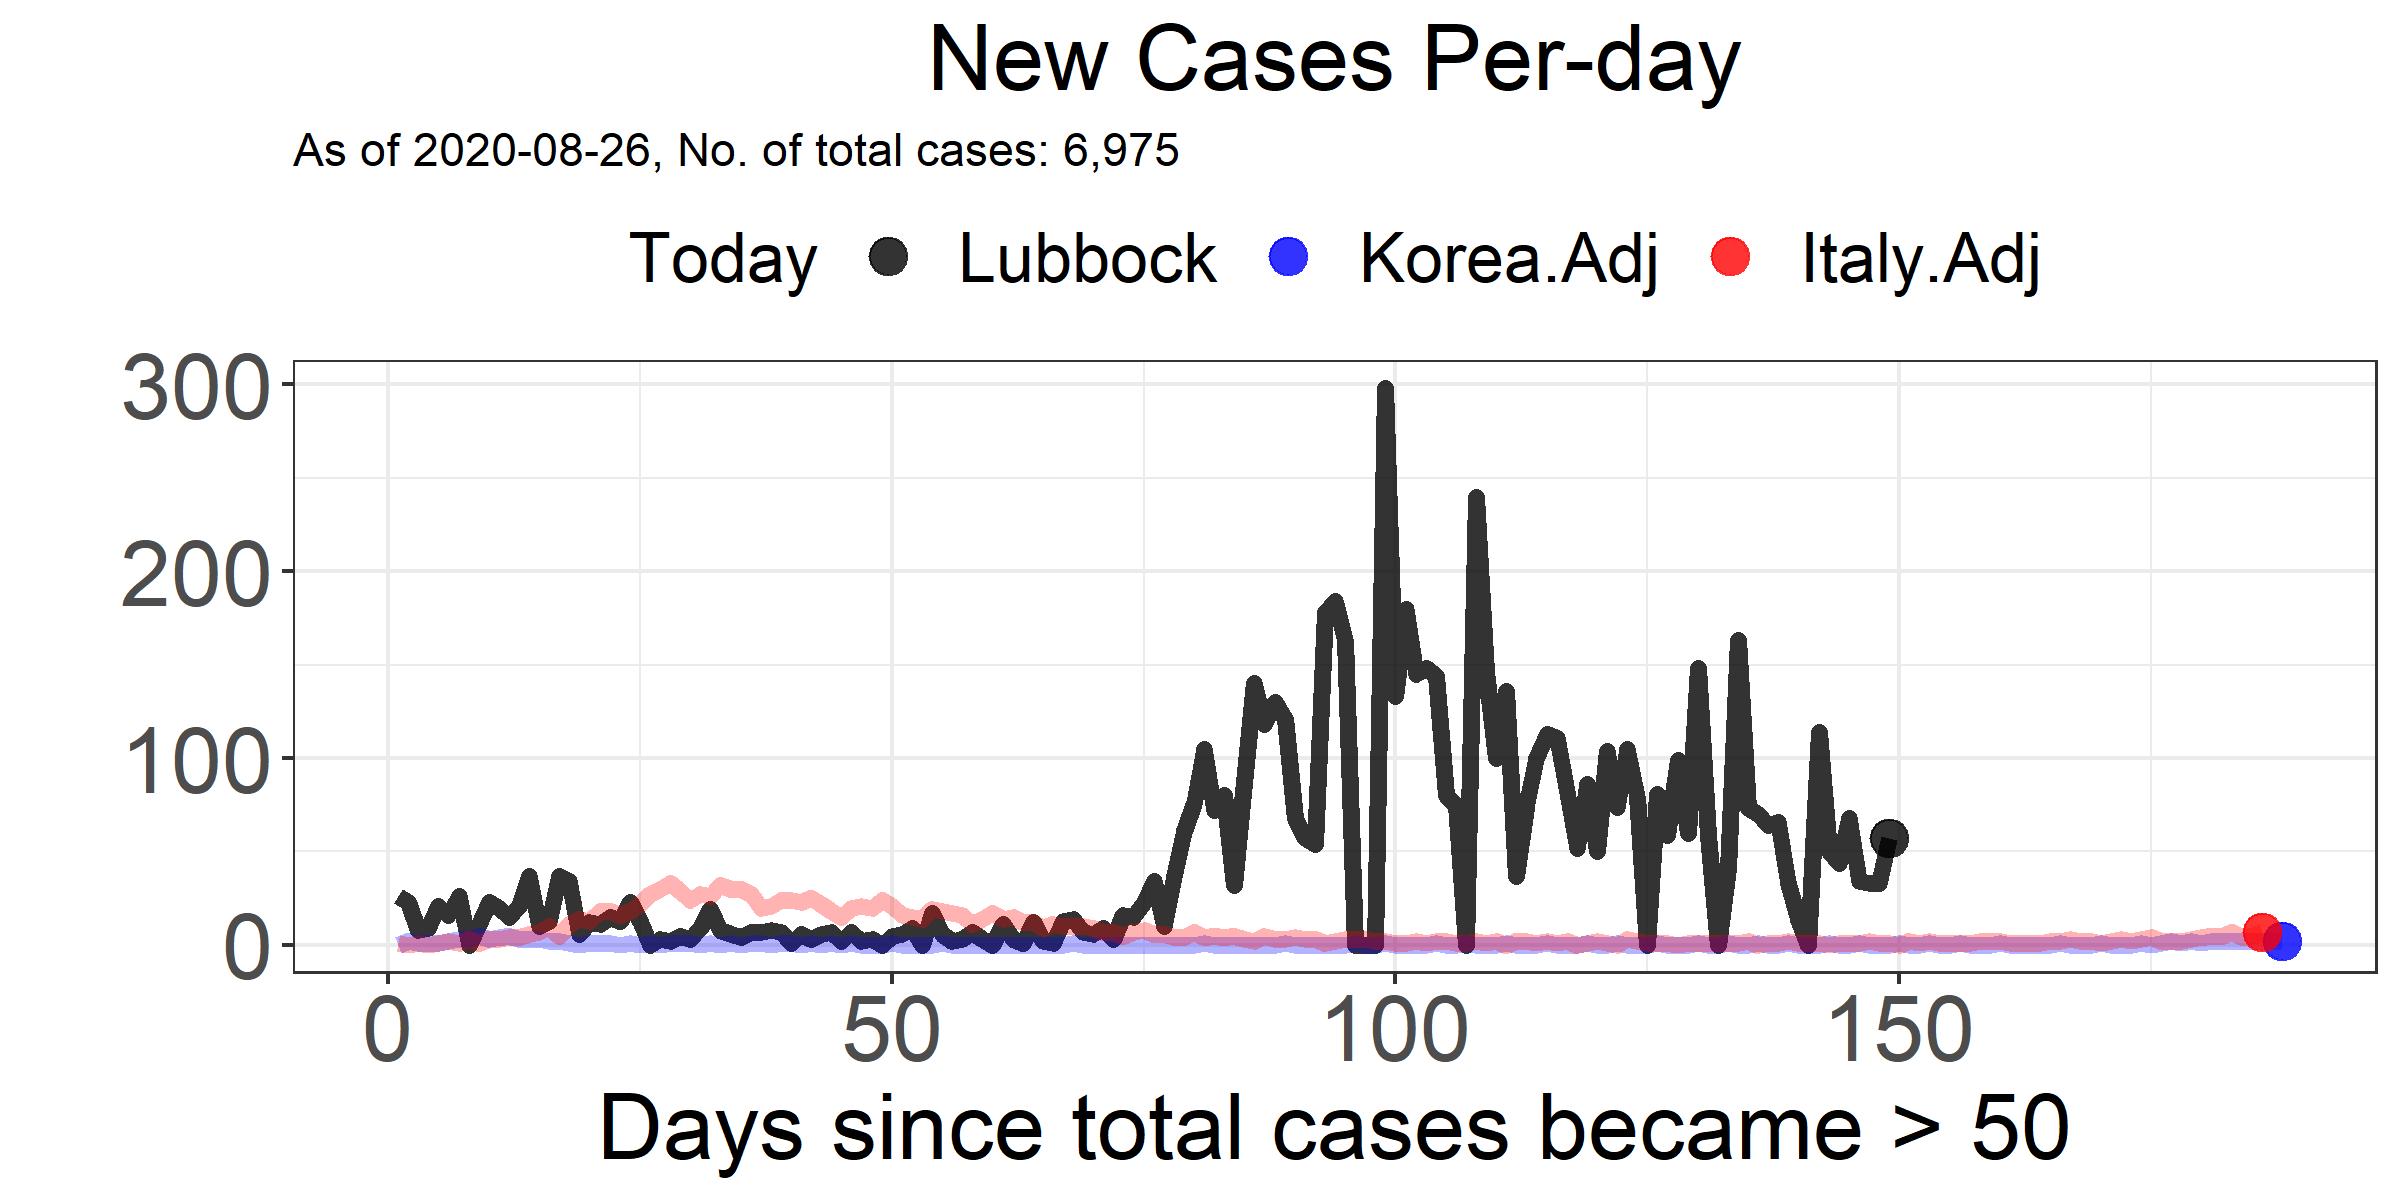 New Cases Per-day
As of 2020-08-26, No. of total cases: 6,975
Today Lubbock Korea.Adj Italy.Adj
300
200
100
0
0 50 100 150
Days since total cases became > 50